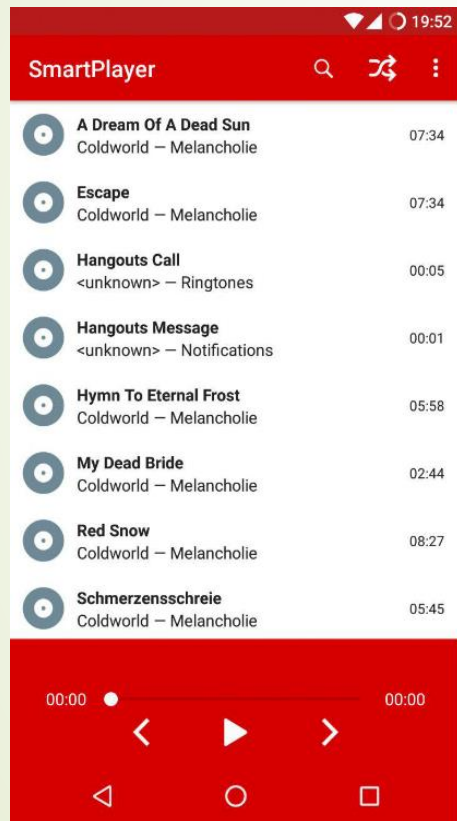 19:52
SmartPlayer
A Dream Of A Dead Sun
Coldworld — Melancholie
07:34
Escape
Coldworld — Melancholie
07:34
Hangouts Call
<unknown> — Ringtones
00:05
Hangouts Message
<unknown> — Notifications
00:01
Hymn To Eternal Frost
Coldworld — Melancholie
05:58
My Dead Bride
Coldworld — Melancholie
02:44
Red Snow
Coldworld — Melancholie
08:27
Schmerzensschreie
Coldworld — Melancholie
05:45
00:00
00:00